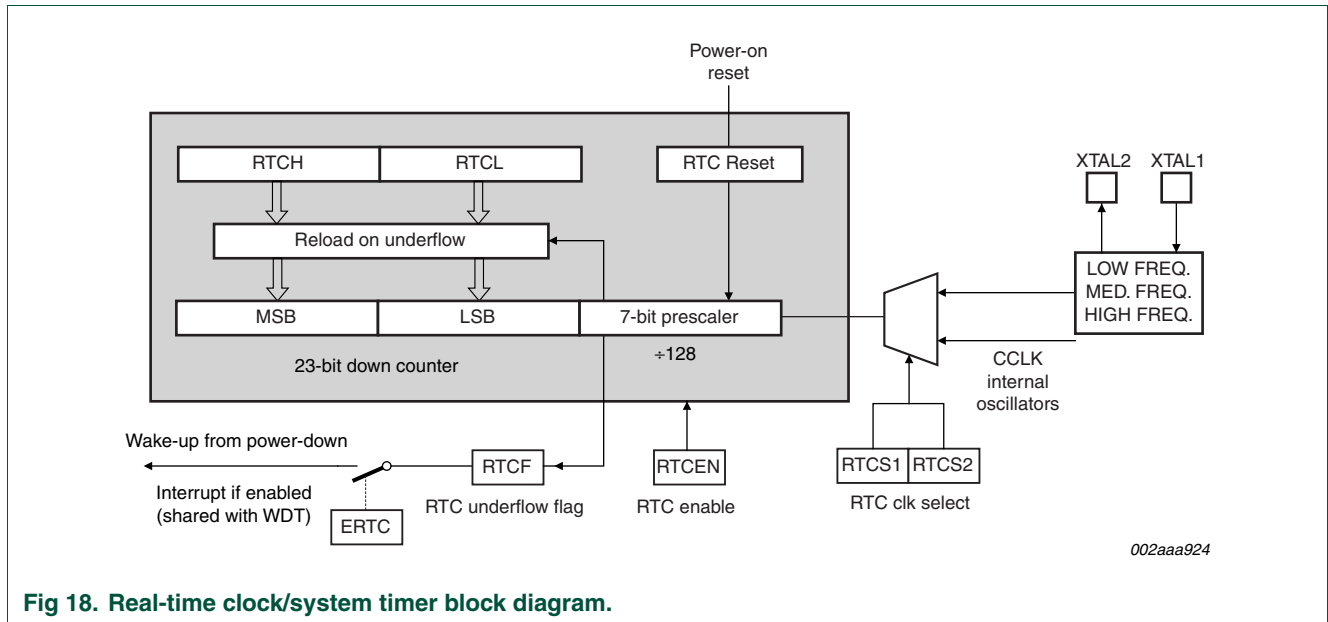 Power-on
reset
RTCH
RTCL
RTC Reset
XTAL2
XTAL1
Reload on underflow
LOW FREQ.
MED. FREQ.
HIGH FREQ.
MSB
LSB
7-bit prescaler
÷128
23-bit down counter
CCLK
internal
oscillators
Wake-up from power-down
Interrupt if enabled
(shared with WDT)
ERTC
RTCF
RTC underflow flag
RTCEN
RTC enable
RTCS1
RTCS2
RTC clk select
002aaa924
Fig 18. Real-time clock/system timer block diagram.